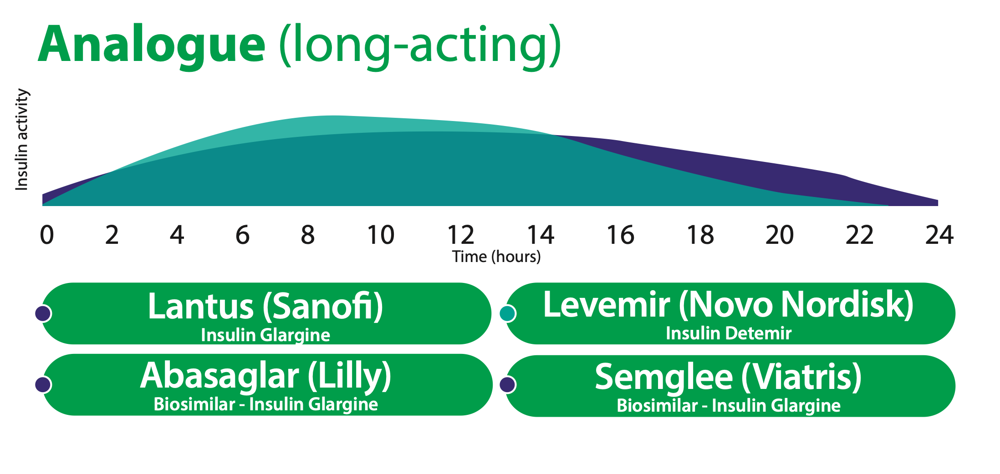 Analogue (long-acting)
Insulin activity
0 2 4 6 8 10 12 14 16 18 20 22 24
Time (hours)
Lantus (Sanofi)
Insulin Glargine
Levemir (Novo Nordisk)
Insulin Detemir
Abasaglar (Lilly)
Biosimilar - Insulin Glargine
Semglee (Viatris)
Biosimilar - Insulin Glargine